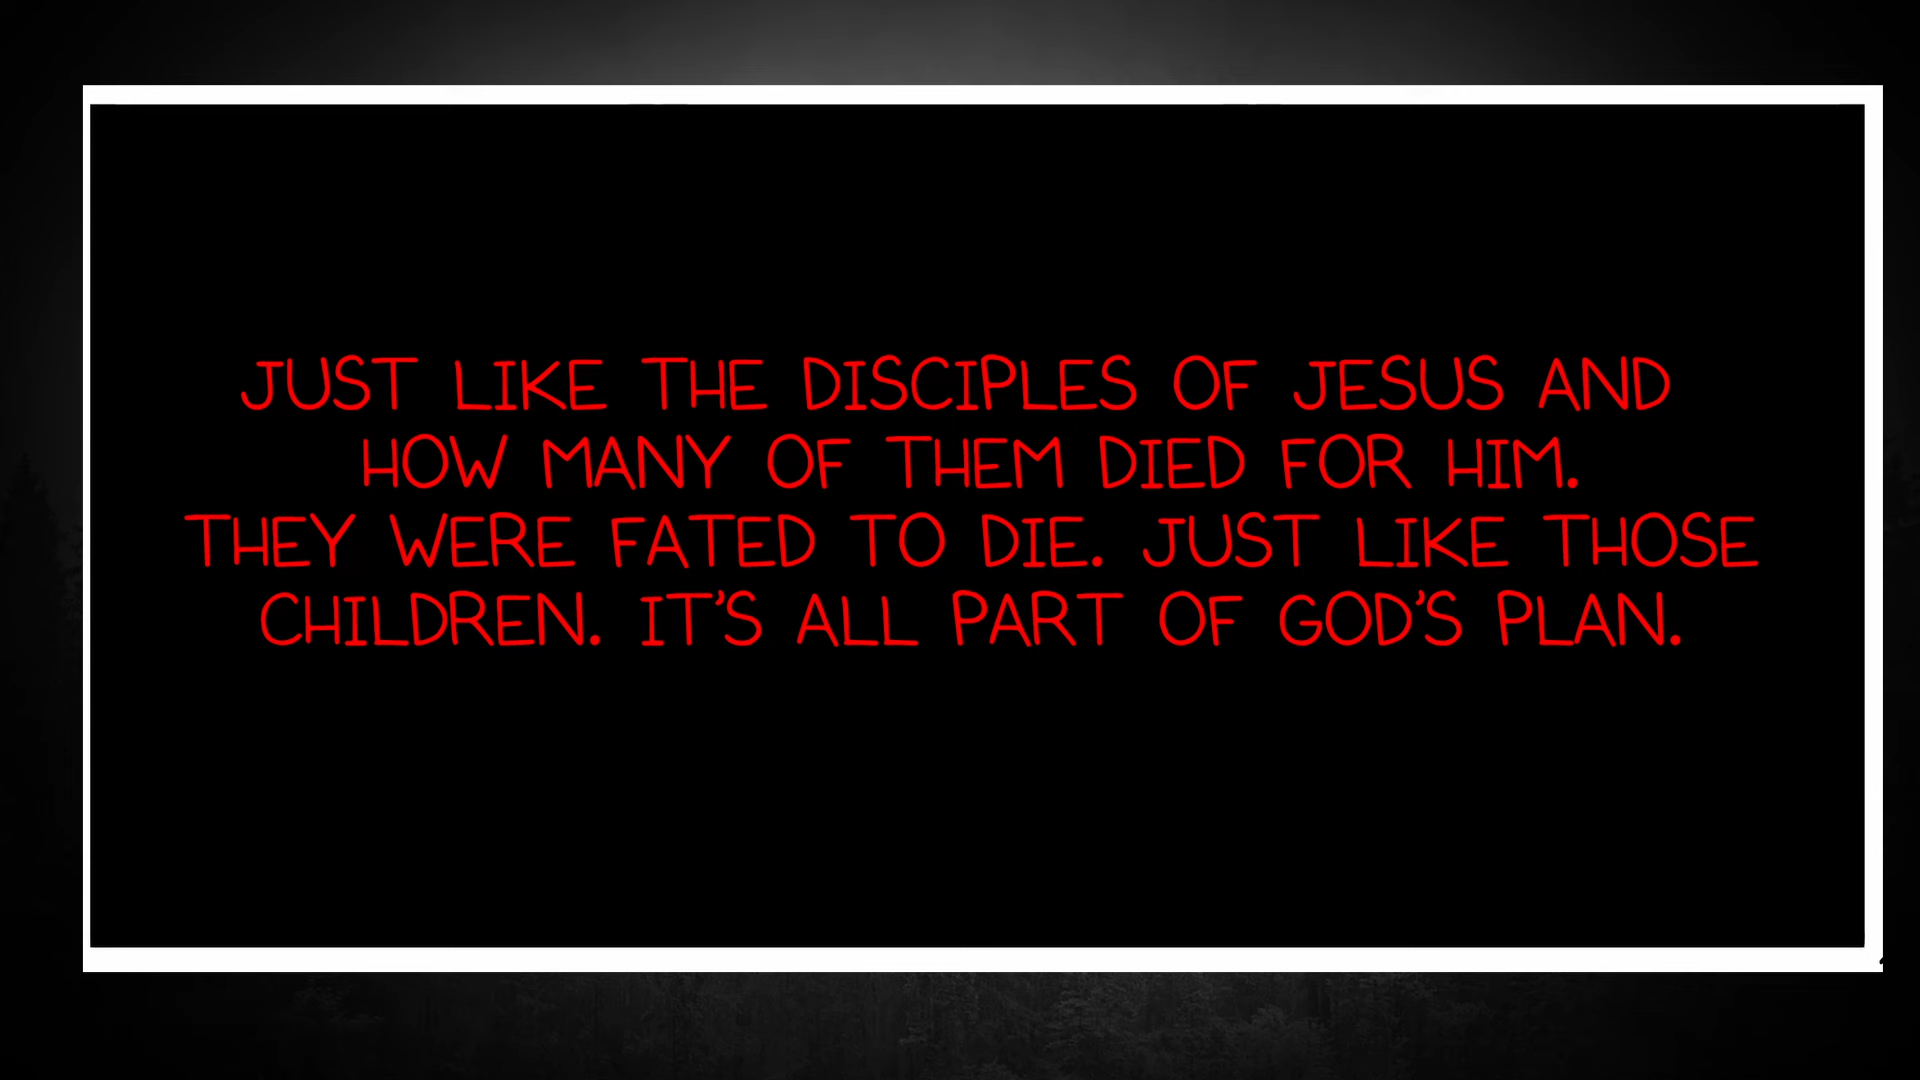 JUST LIKE THE DISCIPLES OF JESUS AND
HOW MANY OF THEM DIED FOR HIM.
THEY WERE FATED TO DIE. JUST LIKE THOSE
CHILDREN. IT'S ALL PART OF GOD'S PLAN.